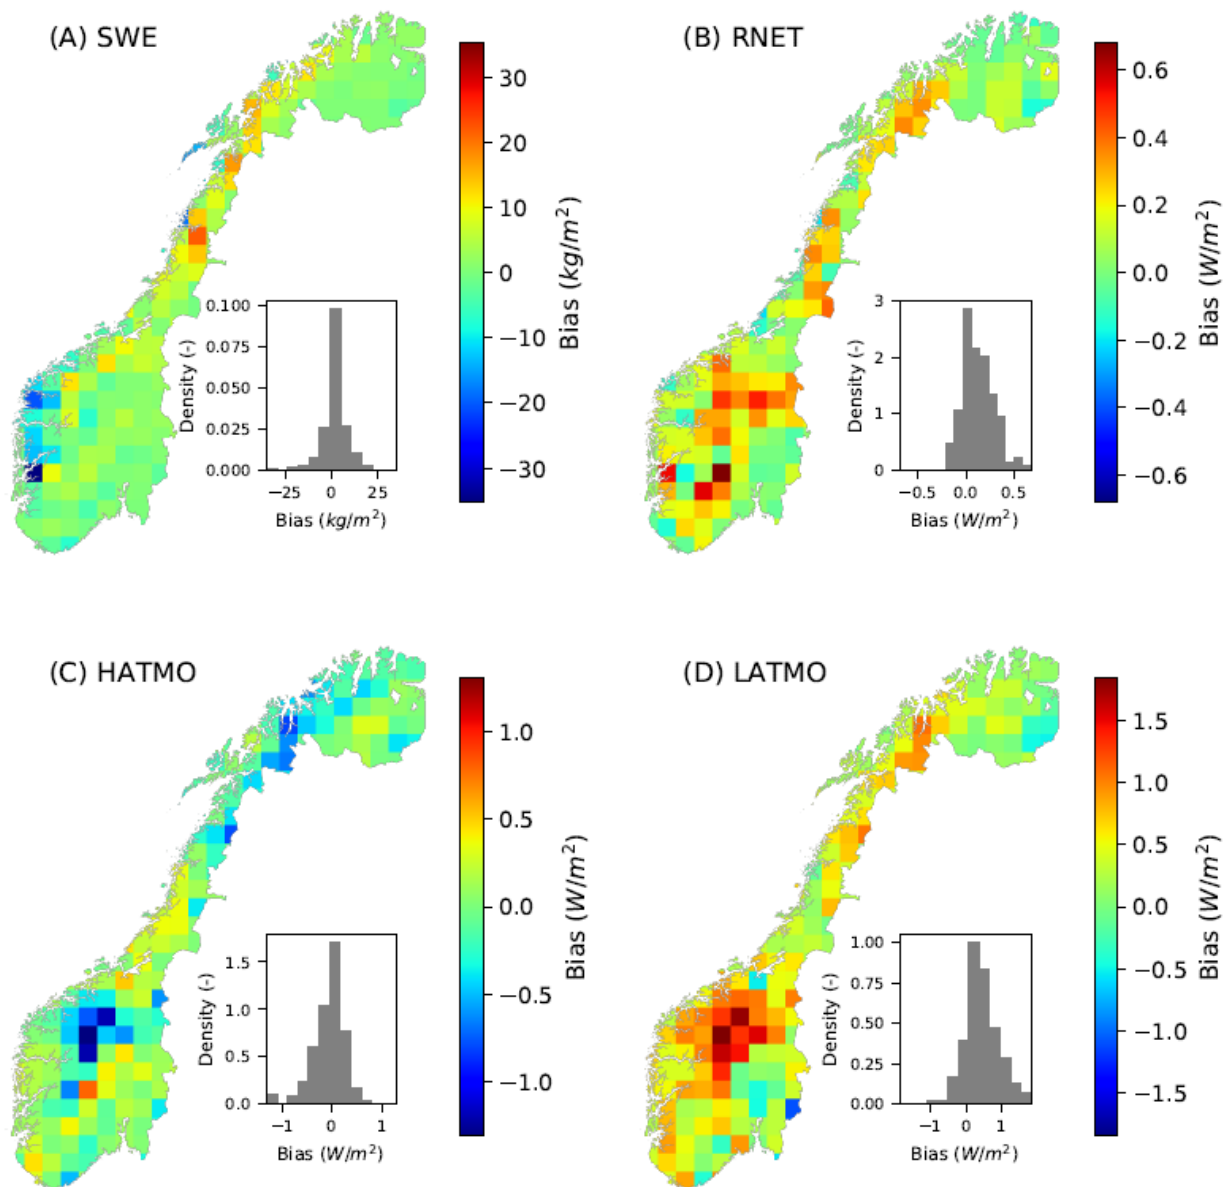 (A) SWE
30
20
10
0
−10
−20
−30
Bias (kg/m²)
0.100
0.075
0.050
0.025
0.000
Density (-)
−25 0 25
Bias (kg/m²)
(B) RNET
0.6
0.4
0.2
0.0
−0.2
−0.4
−0.6
Bias (W/m²)
3
2
1
0
Density (-)
−0.5 0.0 0.5
Bias (W/m²)
(C) HATMO
1.0
0.5
0.0
−0.5
−1.0
Bias (W/m²)
1.5
1.0
0.5
0.0
Density (-)
−1 0 1
Bias (W/m²)
(D) LATMO
1.5
1.0
0.5
0.0
−0.5
−1.0
−1.5
Bias (W/m²)
1.00
0.75
0.50
0.25
0.00
Density (-)
−1 0 1
Bias (W/m²)